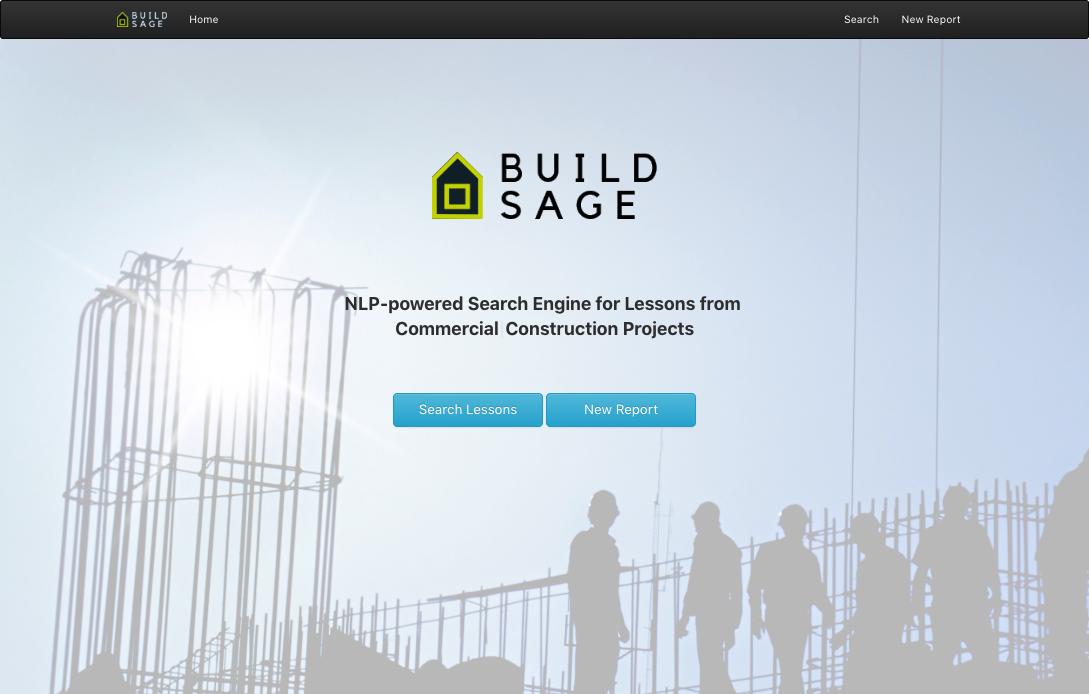 BUILD
SAGE
Home
Search
New Report
BUILD
SAGE
NLP-powered Search Engine for Lessons from
Commercial Construction Projects
Search Lessons
New Report